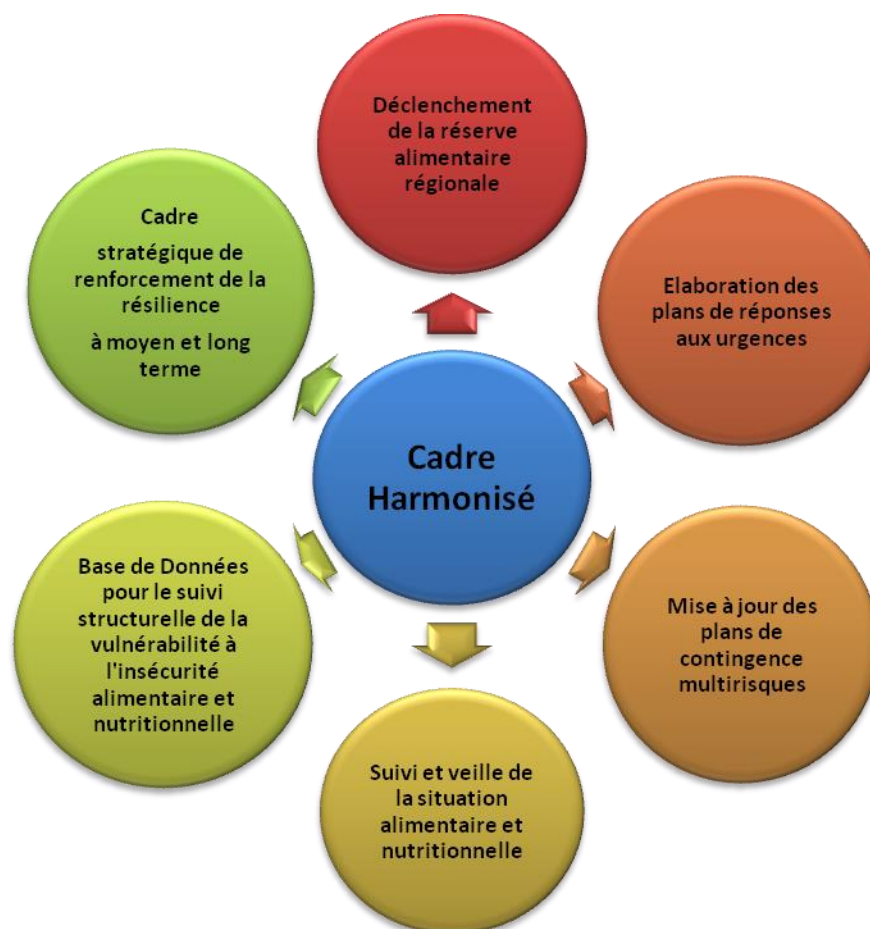 Déclenchement
de la réserve
alimentaire
régionale
Elaboration des
plans de réponses
aux urgences
Mise à jour des
plans de
contingence
multirisques
Suivi et veille de
la situation
alimentaire et
nutritionnelle
Base de Données
pour le suivi
structurelle de la
vulnérabilité à
l'insécurité
alimentaire et
nutritionnelle
Cadre
stratégique de
renforcement de la
résilience
à moyen et long
terme
Cadre
Harmonisé